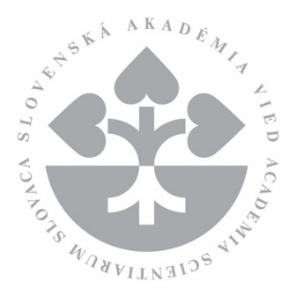 SLOVENSKÁ AKADÉMIA VIED
ACADEMIA SCIENTIARUM SLOVACA